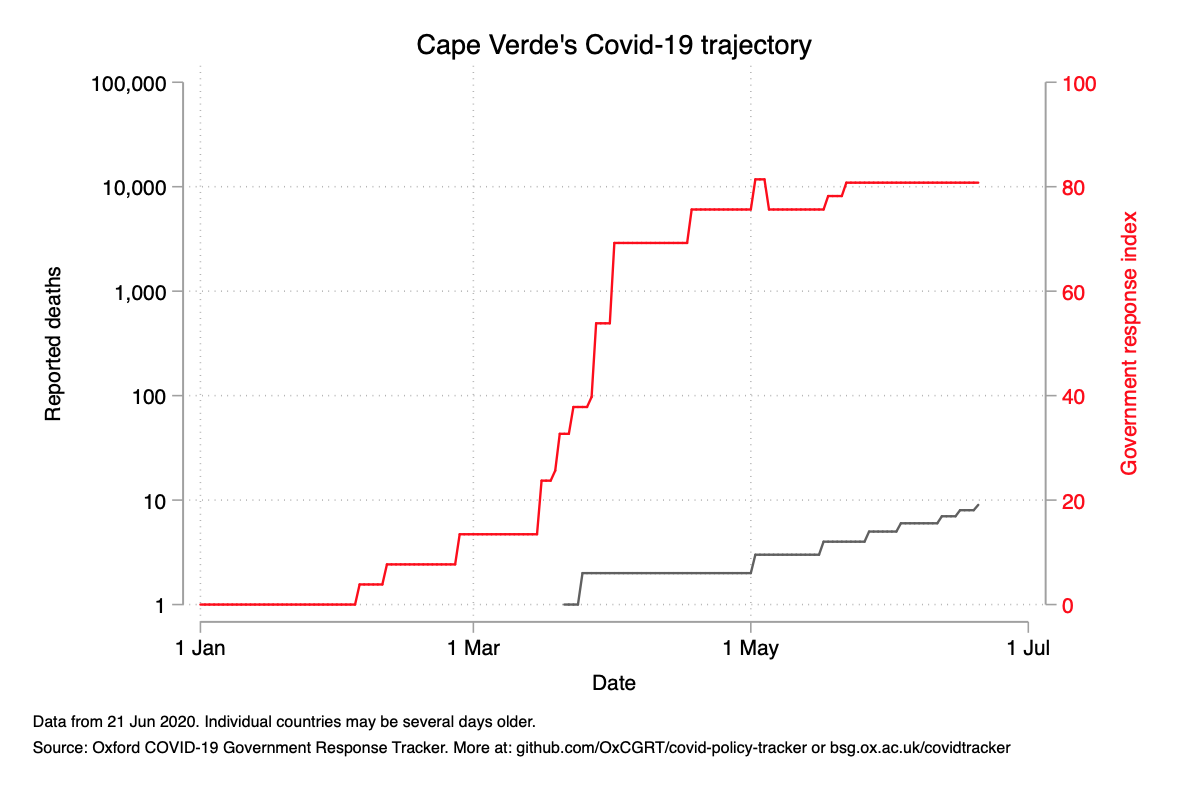 Cape Verde's Covid-19 trajectory
100,000
10,000
1,000
100
10
1
Reported deaths
100
80
60
40
20
0
Government response index
1 Jan
1 Mar
1 May
1 Jul
Date
Data from 21 Jun 2020. Individual countries may be several days older.
Source: Oxford COVID-19 Government Response Tracker. More at: github.com/OxCGRT/covid-policy-tracker or bsg.ox.ac.uk/covidtracker